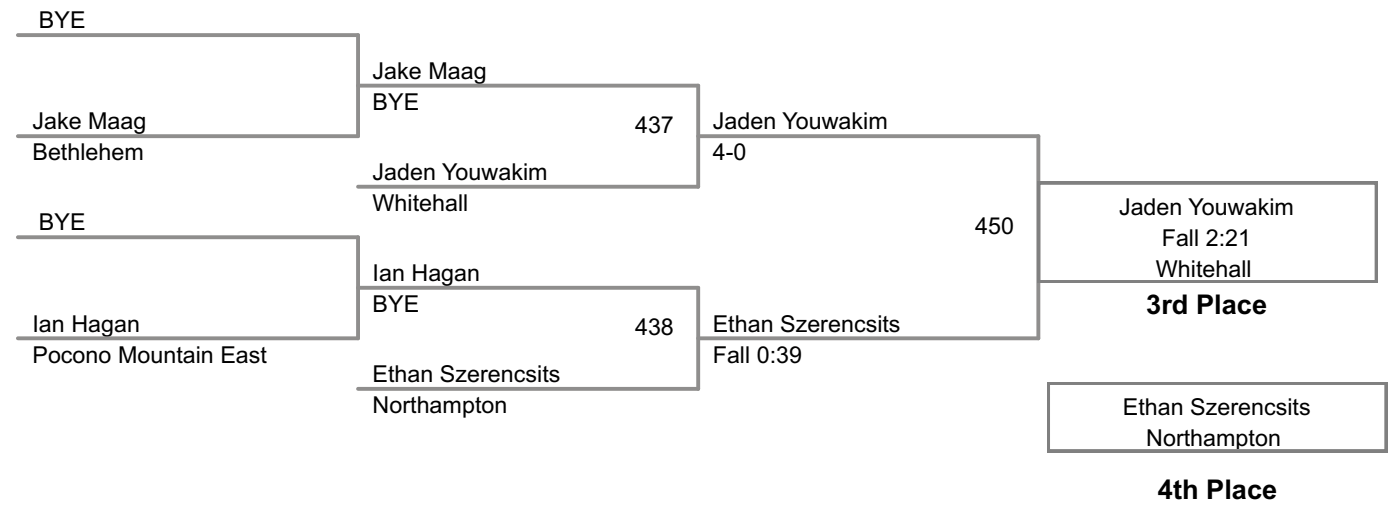 BYE
Jake Maag
Bethlehem
BYE
Ian Hagan
Pocono Mountain East
Jake Maag
BYE
437
Jaden Youwakim
Whitehall
Ian Hagan
BYE
438
Ethan Szerencsits
Northampton
Jaden Youwakim
4-0
450
Ethan Szerencsits
Fall 0:39
Jaden Youwakim
Fall 2:21
Whitehall
3rd Place
Ethan Szerencsits
Northampton
4th Place